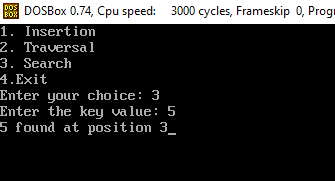 DOSBox 0.74, Cpu speed: 3000 cycles, Frameskip 0, Progra
1. Insertion
2. Traversal
3. Search
4.Exit
Enter your choice: 3
Enter the key value: 5
5 found at position 3_